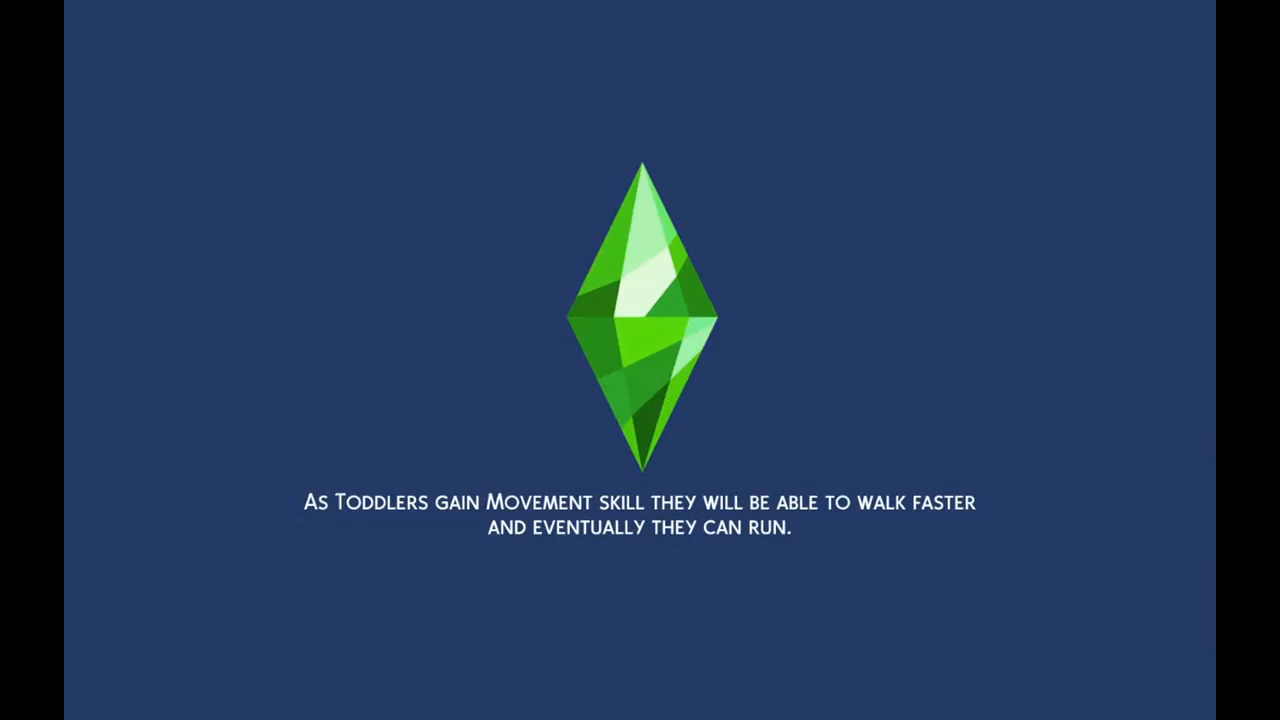 As Toddlers gain Movement skill they will be able to walk faster
and eventually they can run.